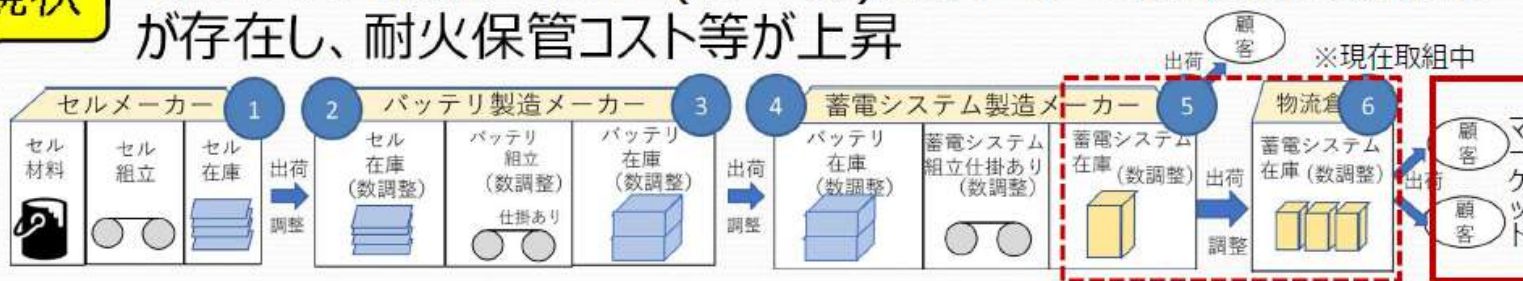 現状
が存在し、耐火保管コスト等が上昇
顧客
出荷
※現在取組中
セルメーカー
1
セル材料
セル組立
セル在庫
出荷
調整
2
バッテリ製造メーカー
3
セル在庫
(数調整)
バッテリ組立
(数調整)
仕掛あり
バッテリ在庫
(数調整)
出荷
調整
4
蓄電システム製造メーカー
5
バッテリ在庫
(数調整)
蓄電システム
組立仕掛あり
(数調整)
蓄電システム
在庫(数調整)
出荷
調整
物流倉
6
蓄電システム
在庫(数調整)
出荷
顧客
顧客
マーケット